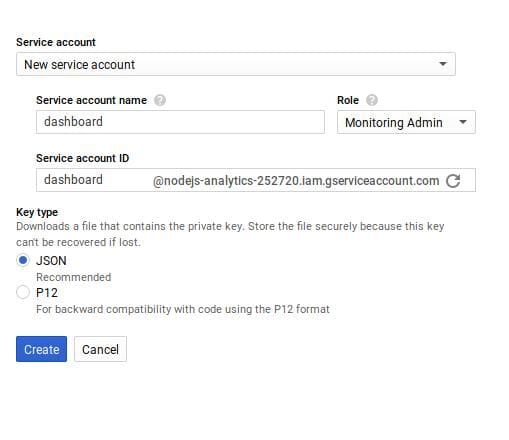 Service account
New service account
Service account name ?
Role ?
dashboard
Monitoring Admin
Service account ID
dashboard @nodejs-analytics-252720.iam.gserviceaccount.com
Key type
Downloads a file that contains the private key. Store the file securely because this key
can't be recovered if lost.
JSON
Recommended
P12
For backward compatibility with code using the P12 format
Create Cancel